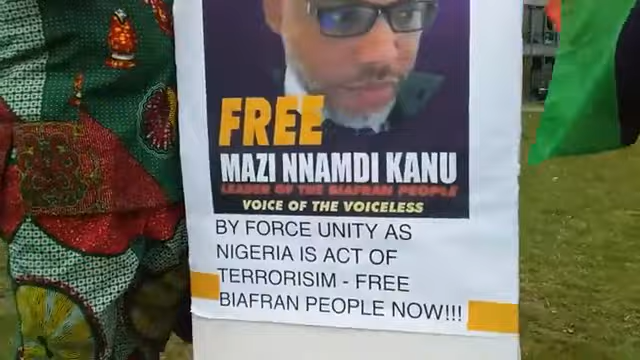 FREE
MAZI NNAMDI KANU
LEADER OF THE BIAFRAN PEOPLE
VOICE OF THE VOICELESS
BY FORCE UNITY AS
NIGERIA IS ACT OF
TERRORISIM - FREE
BIAFRAN PEOPLE NOW!!!